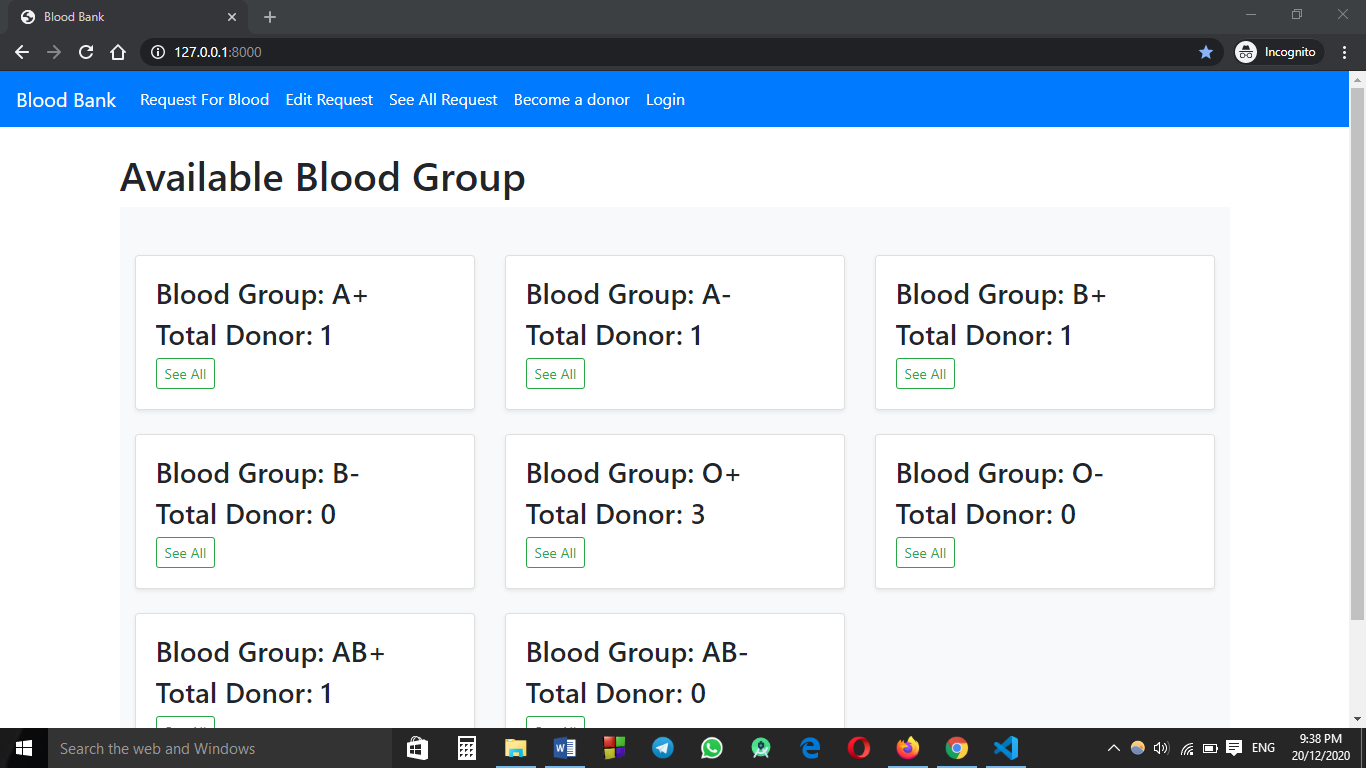 Blood Bank
127.0.0.1:8000
Incognito
Blood Bank Request For Blood Edit Request See All Request Become a donor Login
Available Blood Group
Blood Group: A+
Total Donor: 1
See All
Blood Group: A-
Total Donor: 1
See All
Blood Group: B+
Total Donor: 1
See All
Blood Group: B-
Total Donor: 0
See All
Blood Group: O+
Total Donor: 3
See All
Blood Group: O-
Total Donor: 0
See All
Blood Group: AB+
Total Donor: 1
Blood Group: AB-
Total Donor: 0
Search the web and Windows
ENG
9:38 PM
20/12/2020